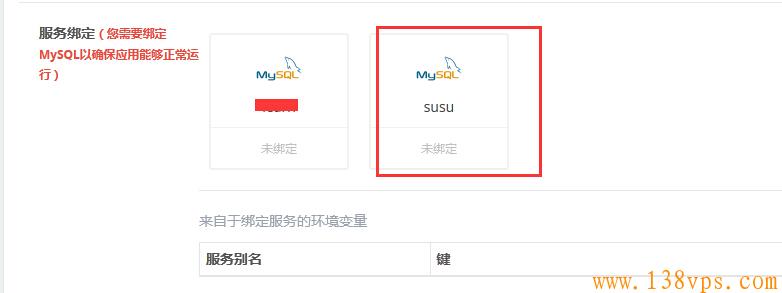 服务绑定（您需要绑定
MySQL以确保应用能够正常运
行）
MySQL
MySQL
susu
未绑定
未绑定
来自于绑定服务的环境变量
服务别名
键
www.138vps.com